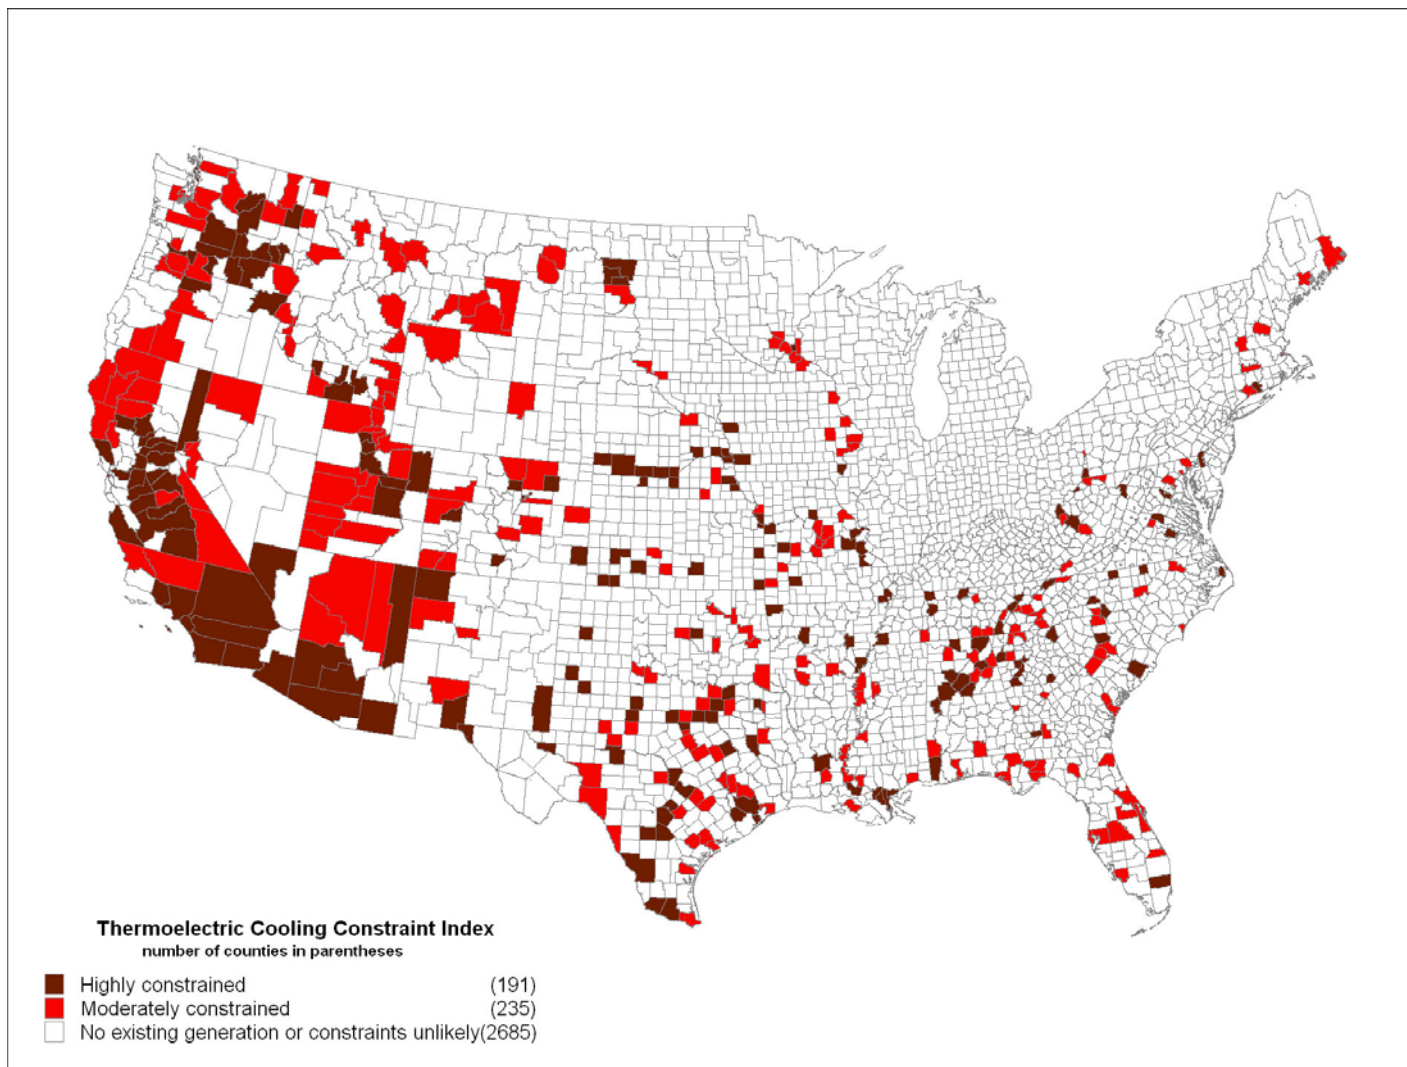 Thermoelectric Cooling Constraint Index
number of counties in parentheses
Highly constrained (191)
Moderately constrained (235)
No existing generation or constraints unlikely(2685)